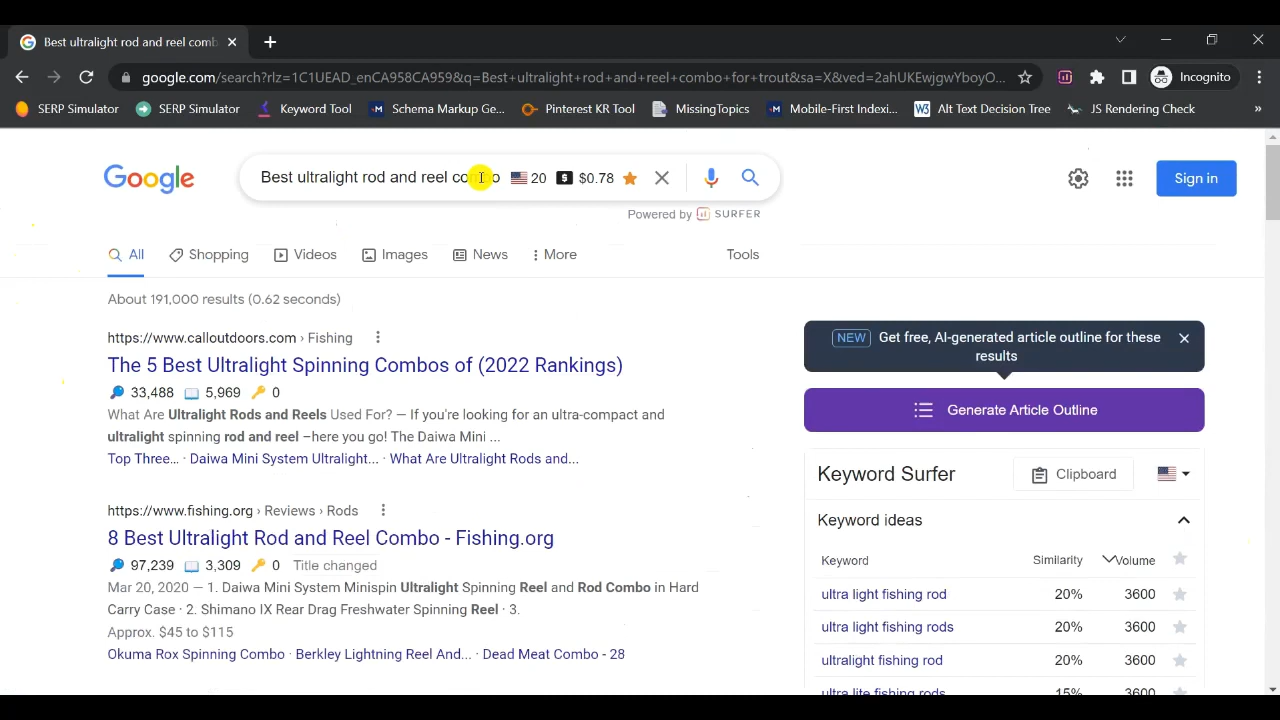 Best ultralight rod and reel comb
Incognito
google.com/search?rlz=1C1UEAD_enCA958CA959&q=Best+ultralight+rod+and+reel+combo+for+trout&sa=X&ved=2ahUKEwjgwYboyO...
SERP Simulator
SERP Simulator
Keyword Tool
Schema Markup Ge...
Pinterest KR Tool
MissingTopics
Mobile-First Indexi...
Alt Text Decision Tree
JS Rendering Check
»
Google
Best ultralight rod and reel combo
20
$0.78
Sign in
Powered by SURFER
All
Shopping
Videos
Images
News
More
Tools
About 191,000 results (0.62 seconds)
https://www.calloutdoors.com › Fishing
The 5 Best Ultralight Spinning Combos of (2022 Rankings)
33,488 5,969 0
What Are Ultralight Rods and Reels Used For? — If you're looking for an ultra-compact and
ultralight spinning rod and reel –here you go! The Daiwa Mini ...
Top Three... · Daiwa Mini System Ultralight... · What Are Ultralight Rods and...
https://www.fishing.org › Reviews › Rods
8 Best Ultralight Rod and Reel Combo - Fishing.org
97,239 3,309 0 Title changed
Mar 20, 2020 — 1. Daiwa Mini System Minispin Ultralight Spinning Reel and Rod Combo in Hard
Carry Case · 2. Shimano IX Rear Drag Freshwater Spinning Reel · 3.
Approx. $45 to $115
Okuma Rox Spinning Combo · Berkley Lightning Reel And... · Dead Meat Combo - 28
NEW Get free, AI-generated article outline for these
results
Generate Article Outline
Keyword Surfer
Clipboard
Keyword ideas
Keyword Similarity Volume
ultra light fishing rod 20% 3600
ultra light fishing rods 20% 3600
ultralight fishing rod 20% 3600
ultra lite fishing rods 15% 3600